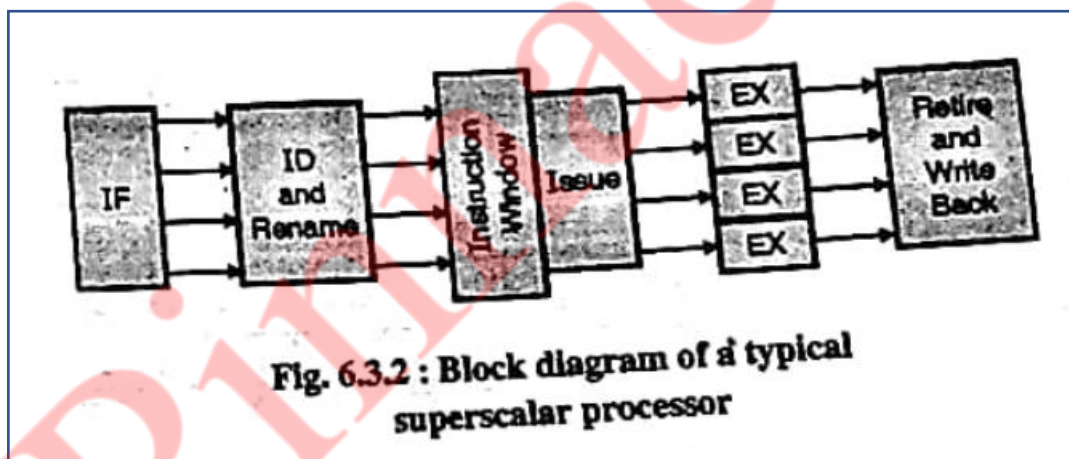 IF
ID
and
Rename
Instruction
Window
Issue
EX
EX
EX
EX
Retire
and
Write
Back
Fig. 6.3.2 : Block diagram of a typical
superscalar processor